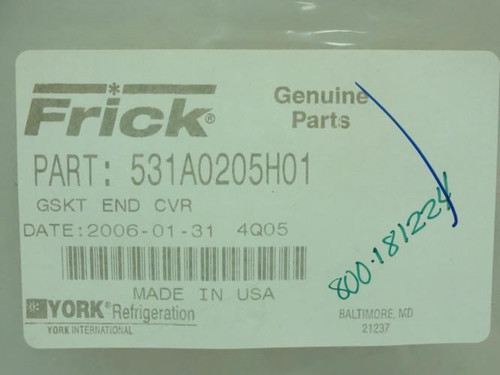 Frick®
Genuine
Parts
PART: 531A0205H01
GSKT END CVR
DATE:2006-01-31 4Q05
MADE IN USA
YORK Refrigeration
YORK INTERNATIONAL
800.181224
BALTIMORE, MD
21237